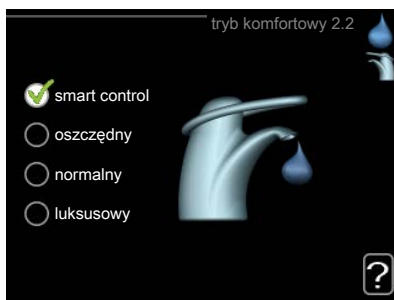 tryb komfortowy 2.2
smart control
oszczędny
normalny
luksusowy
?